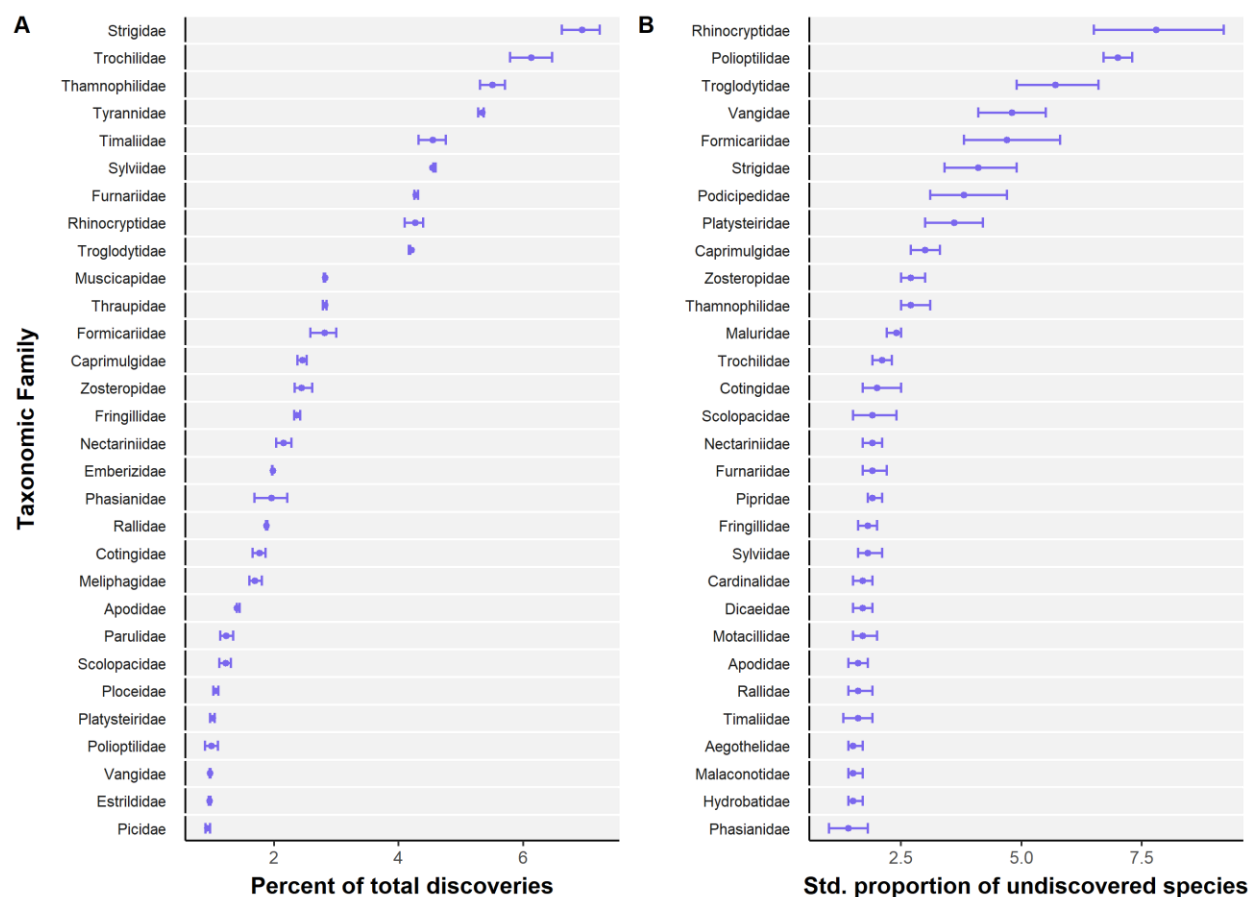 A
Taxonomic Family
Strigidae
Trochilidae
Thamnophilidae
Tyrannidae
Timaliidae
Sylviidae
Furnariidae
Rhinocryptidae
Troglodytidae
Muscicapidae
Thraupidae
Formicariidae
Caprimulgidae
Zosteropidae
Fringillidae
Nectariniidae
Emberizidae
Phasianidae
Rallidae
Cotingidae
Meliphagidae
Apodidae
Parulidae
Scolopacidae
Ploceidae
Platysteiridae
Polioptilidae
Vangidae
Estrildidae
Picidae
2 4 6
Percent of total discoveries
B
Rhinocryptidae
Polioptilidae
Troglodytidae
Vangidae
Formicariidae
Strigidae
Podicipedidae
Platysteiridae
Caprimulgidae
Zosteropidae
Thamnophilidae
Maluridae
Trochilidae
Cotingidae
Scolopacidae
Nectariniidae
Furnariidae
Pipridae
Fringillidae
Sylviidae
Cardinalidae
Dicaeidae
Motacillidae
Apodidae
Rallidae
Timaliidae
Aegothelidae
Malaconotidae
Hydrobatidae
Phasianidae
2.5 5.0 7.5
Std. proportion of undiscovered species